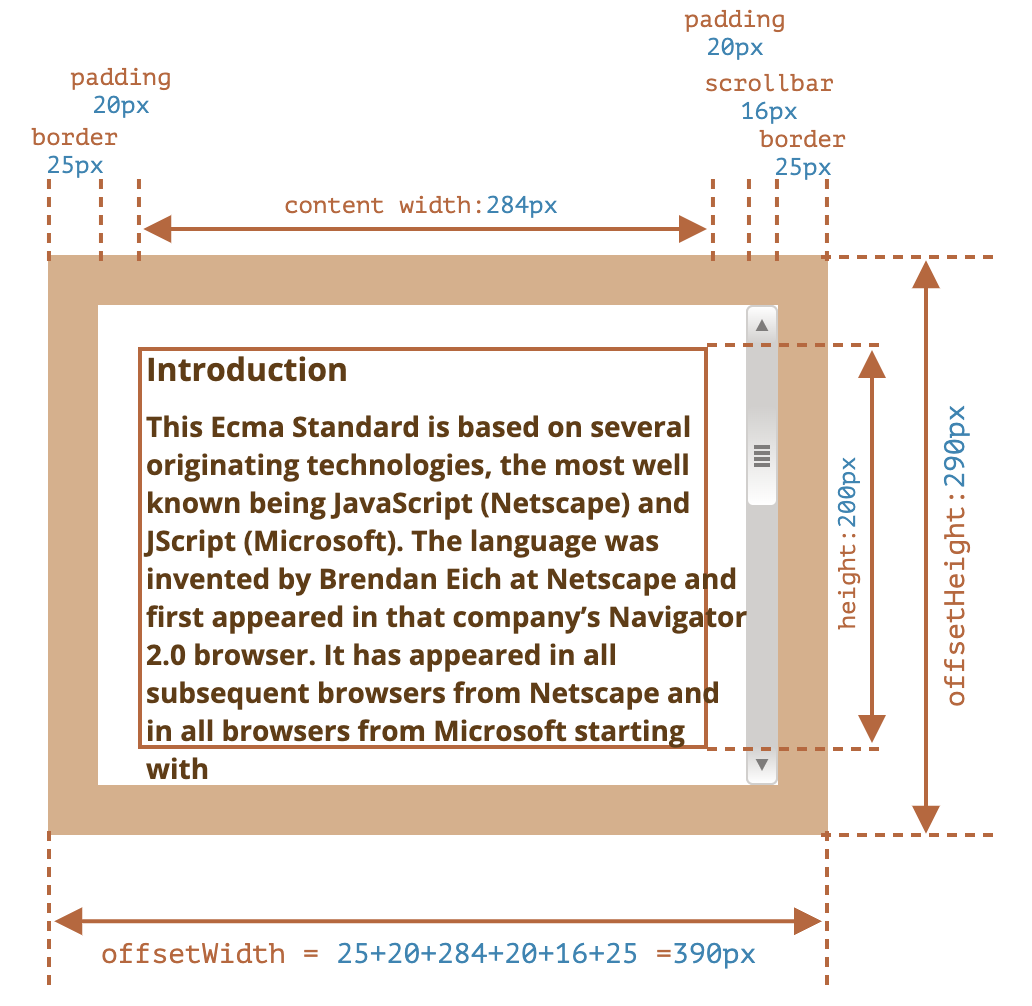 padding
20px
padding
20px
scrollbar
16px
border
25px
border
25px
content width:284px
Introduction
This Ecma Standard is based on several
originating technologies, the most well
known being JavaScript (Netscape) and
JScript (Microsoft). The language was
invented by Brendan Eich at Netscape and
first appeared in that company’s Navigator
2.0 browser. It has appeared in all
subsequent browsers from Netscape and
in all browsers from Microsoft starting
with
height:200px
offsetHeight:290px
offsetWidth = 25+20+284+20+16+25 =390px